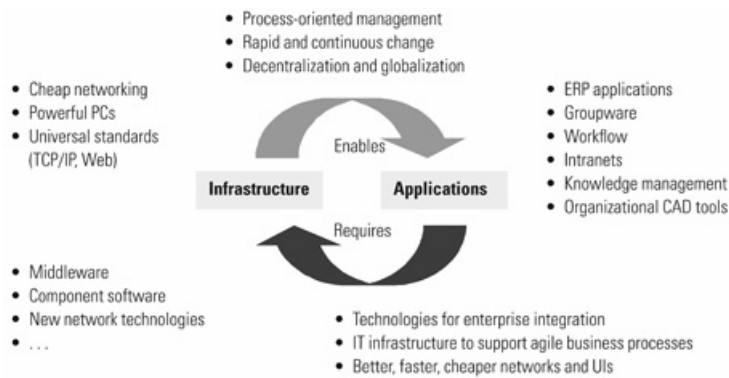 • Process-oriented management
• Rapid and continuous change
• Decentralization and globalization
• Cheap networking
• Powerful PCs
• Universal standards
(TCP/IP, Web)
• ERP applications
• Groupware
• Workflow
• Intranets
• Knowledge management
• Organizational CAD tools
Enables
Infrastructure
Applications
Requires
• Middleware
• Component software
• New network technologies
• . . .
• Technologies for enterprise integration
• IT infrastructure to support agile business processes
• Better, faster, cheaper networks and UIs